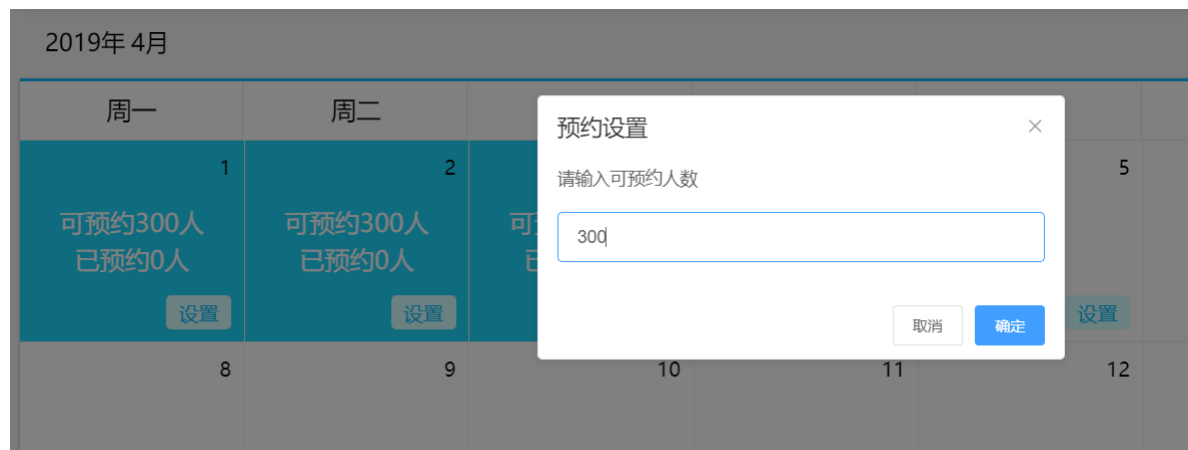 2019年 4月
周一
周二
预约设置
请输入可预约人数
300
取消
确定
1
2
5
可预约300人
已预约0人
设置
可预约300人
已预约0人
设置
可
设置
8
9
10
11
12